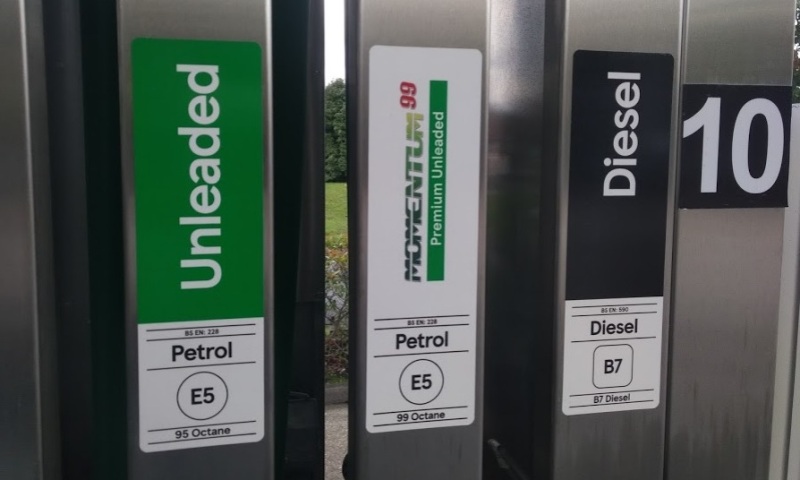 Unleaded
BS EN: 228
Petrol
E5
95 Octane
MOMENTUM 99
Premium Unleaded
BS EN: 228
Petrol
E5
99 Octane
Diesel
BS EN: 590
Diesel
B7
B7 Diesel
10